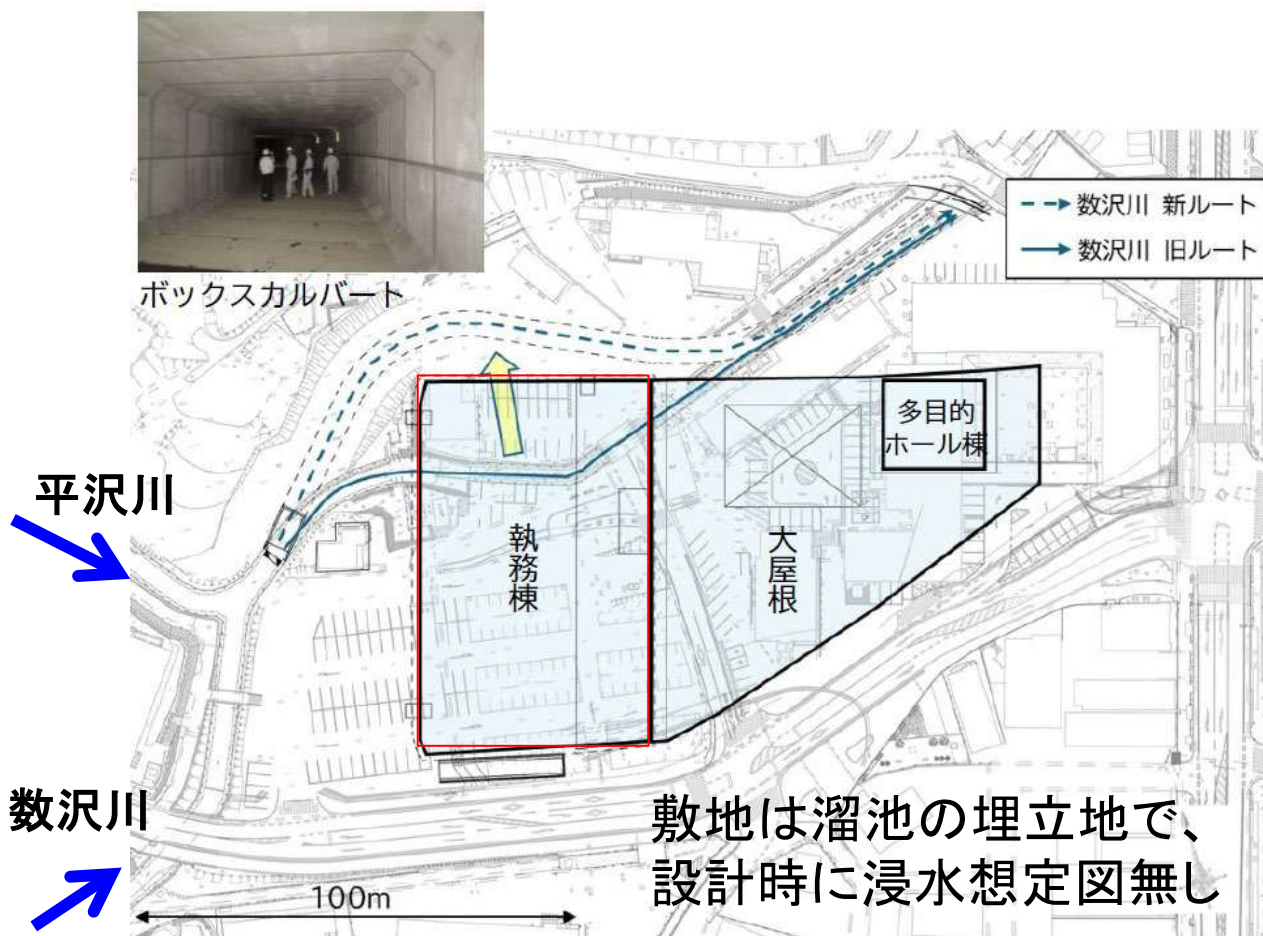 ボックスカルバート
数沢川 新ルート
数沢川 旧ルート
平沢川
執務棟
大屋根
多目的
ホール棟
数沢川
敷地は溜池の埋立地で、
設計時に浸水想定図無し
100m